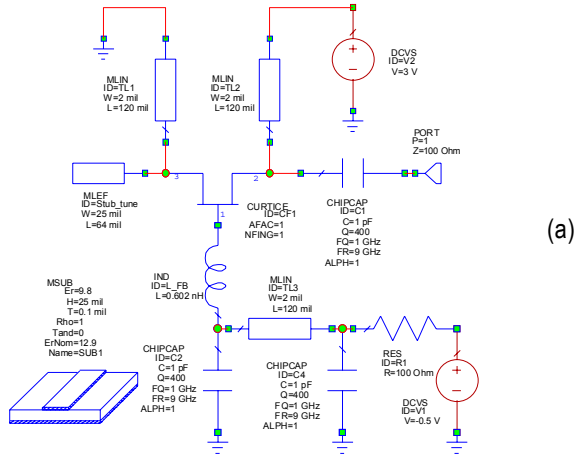 DCVS
ID=V2
V=3 V
MLIN
ID=TL1
W=2 mil
L=120 mil
MLIN
ID=TL2
W=2 mil
L=120 mil
PORT
P=1
Z=100 Ohm
3
2
MLEF
ID=Stub_tune
W=25 mil
L=64 mil
1
CURTICE
ID=CF1
AFAC=1
NFING=1
CHIPCAP
ID=C1
C=1 pF
Q=400
FQ=1 GHz
FR=9 GHz
ALPH=1
(a)
IND
ID=L_FB
L=0.602 nH
MLIN
ID=TL3
W=2 mil
L=120 mil
MSUB
Er=9.8
H=25 mil
T=0.1 mil
Rho=1
Tand=0
ErNom=12.9
Name=SUB1
CHIPCAP
ID=C2
C=1 pF
Q=400
FQ=1 GHz
FR=9 GHz
ALPH=1
CHIPCAP
ID=C4
C=1 pF
Q=400
FQ=1 GHz
FR=9 GHz
ALPH=1
RES
ID=R1
R=100 Ohm
DCVS
ID=V1
V=-0.5 V